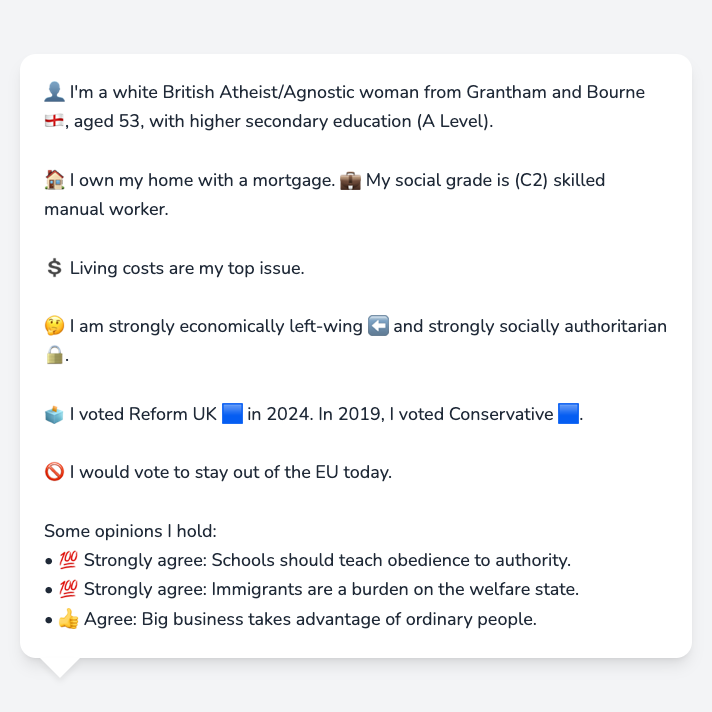 👤 I'm a white British Atheist/Agnostic woman from Grantham and Bourne
🏴󠁧󠁢󠁥󠁮󠁧󠁿, aged 53, with higher secondary education (A Level).
🏠 I own my home with a mortgage. 💼 My social grade is (C2) skilled
manual worker.
💲 Living costs are my top issue.
🤔 I am strongly economically left-wing ⬅️ and strongly socially authoritarian
🔒.
🗳️ I voted Reform UK 🟦 in 2024. In 2019, I voted Conservative 🟦.
🚫 I would vote to stay out of the EU today.
Some opinions I hold:
• 💯 Strongly agree: Schools should teach obedience to authority.
• 💯 Strongly agree: Immigrants are a burden on the welfare state.
• 👍 Agree: Big business takes advantage of ordinary people.